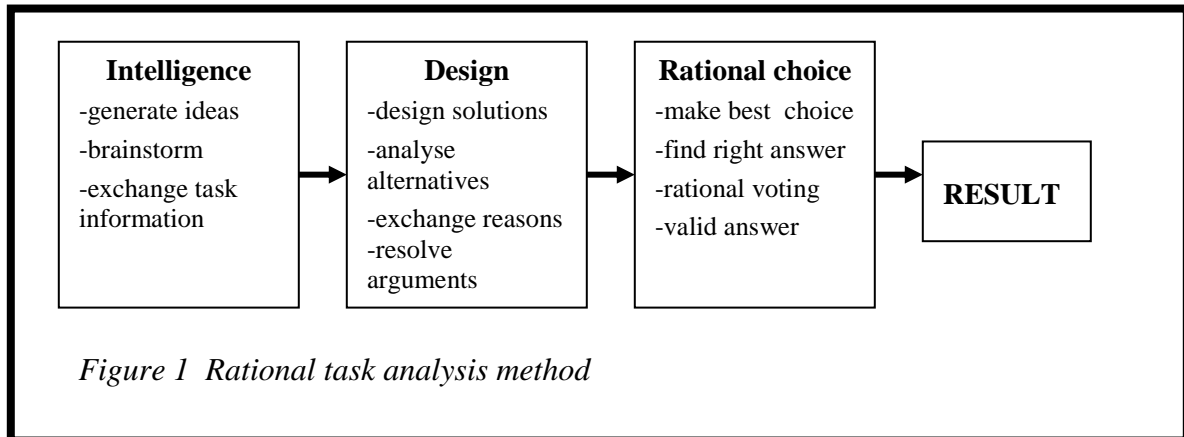 Intelligence
-generate ideas
-brainstorm
-exchange task
information
Design
-design solutions
-analyse
alternatives
-exchange reasons
-resolve
arguments
Rational choice
-make best  choice
-find right answer
-rational voting
-valid answer
RESULT
Figure 1  Rational task analysis method